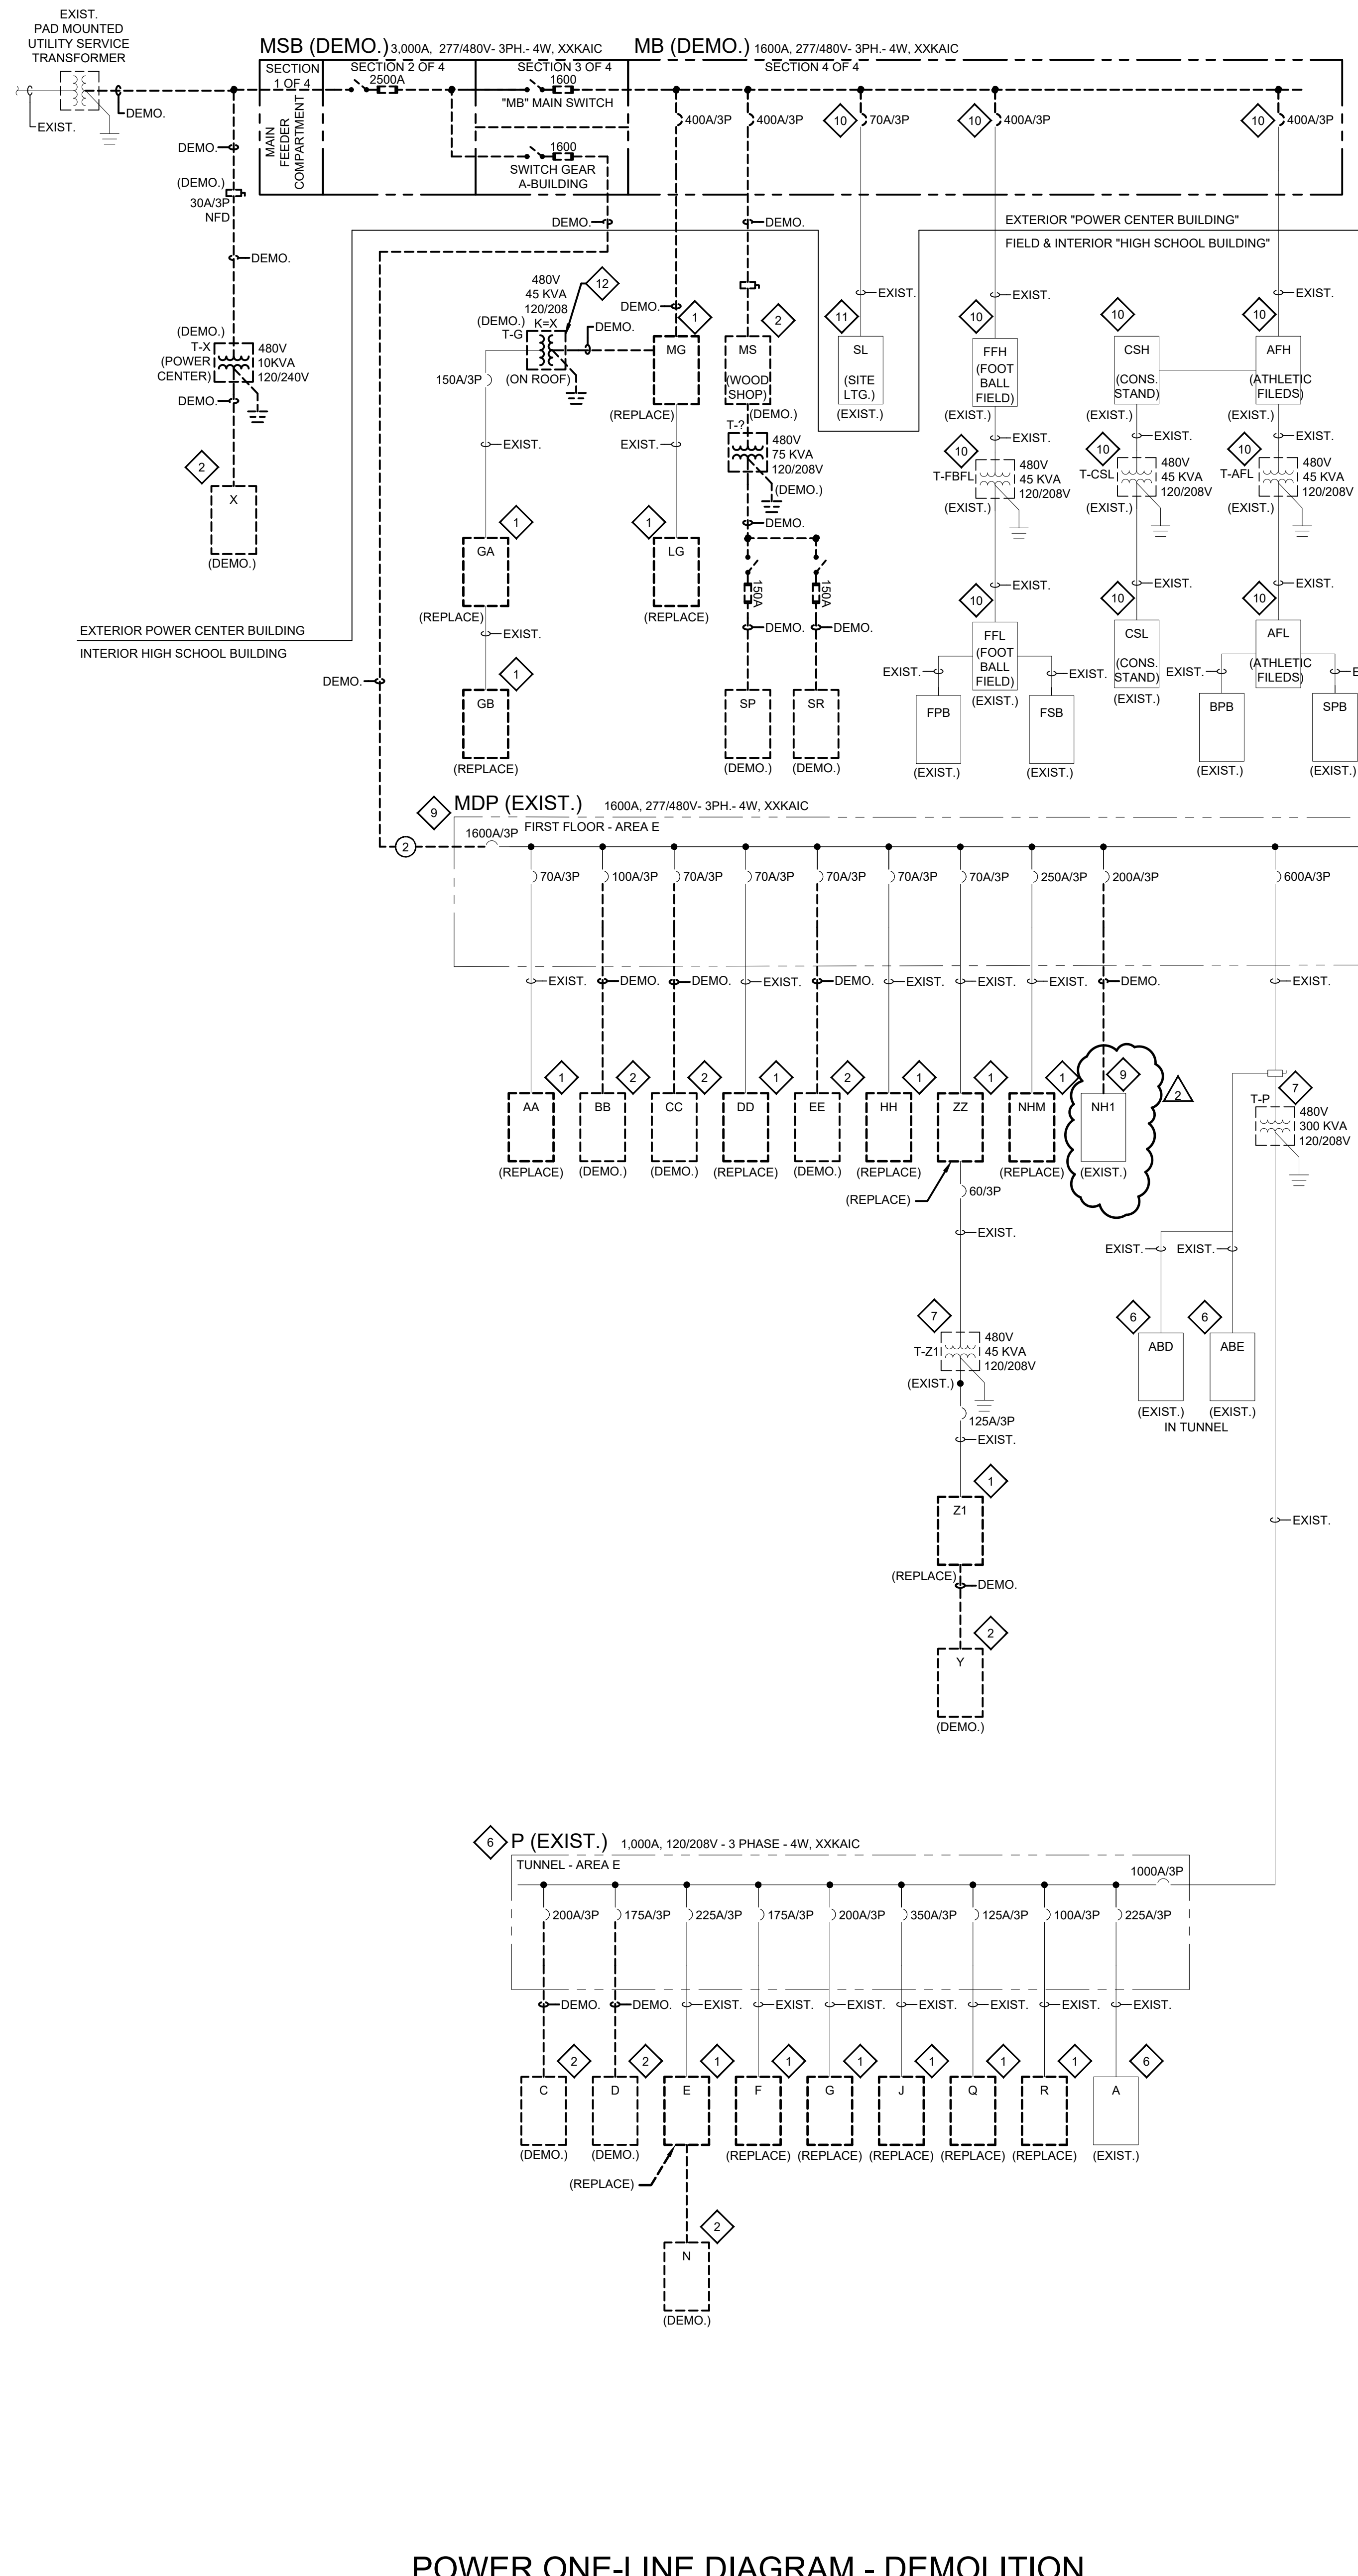 EXIST.
PAD MOUNTED
UTILITY SERVICE
TRANSFORMER
EXIST.
DEMO.
MSB (DEMO.) 3,000A, 277/480V- 3PH.- 4W, XXKAIC
MB (DEMO.) 1600A, 277/480V- 3PH.- 4W, XXKAIC
SECTION
1 OF 4
MAIN
FEEDER
COMPARTMENT
SECTION 2 OF 4
2500A
SECTION 3 OF 4
1600
"MB" MAIN SWITCH
1600
SWITCH GEAR
A-BUILDING
SECTION 4 OF 4
400A/3P
400A/3P
10
70A/3P
10
400A/3P
10
400A/3P
DEMO.
(DEMO.)
30A/3P
NFD
DEMO.
(DEMO.)
T-X
(POWER
CENTER)
480V
10KVA
120/240V
DEMO.
2
X
(DEMO.)
DEMO.
DEMO.
EXTERIOR "POWER CENTER BUILDING"
FIELD & INTERIOR "HIGH SCHOOL BUILDING"
480V
45 KVA
120/208
K=X
12
(DEMO.)
T-G
DEMO.
(ON ROOF)
150A/3P
EXIST.
DEMO.
1
MG
(REPLACE)
EXIST.
2
MS
(WOOD
SHOP)
(DEMO.)
T-?
480V
75 KVA
120/208V
(DEMO.)
DEMO.
150A
150A
DEMO.
DEMO.
SP
(DEMO.)
SR
(DEMO.)
EXIST.
11
SL
(SITE
LTG.)
(EXIST.)
EXIST.
10
FFH
(FOOT
BALL
FIELD)
(EXIST.)
EXIST.
10
T-FBFL
480V
45 KVA
120/208V
(EXIST.)
EXIST.
10
FFL
(FOOT
BALL
FIELD)
(EXIST.)
EXIST.
EXIST.
FPB
(EXIST.)
FSB
(EXIST.)
10
CSH
(CONS.
STAND)
(EXIST.)
EXIST.
10
T-CSL
480V
45 KVA
120/208V
(EXIST.)
EXIST.
10
CSL
(CONS.
STAND)
(EXIST.)
EXIST.
10
AFH
(ATHLETIC
FILEDS)
(EXIST.)
EXIST.
10
T-AFL
480V
45 KVA
120/208V
(EXIST.)
EXIST.
10
AFL
(ATHLETIC
FILEDS)
EXIST.
E
BPB
(EXIST.)
SPB
(EXIST.)
1
GA
(REPLACE)
EXIST.
1
GB
(REPLACE)
1
LG
(REPLACE)
EXTERIOR POWER CENTER BUILDING
INTERIOR HIGH SCHOOL BUILDING
DEMO.
9
MDP (EXIST.) 1600A, 277/480V- 3PH.- 4W, XXKAIC
2
1600A/3P
FIRST FLOOR - AREA E
70A/3P
100A/3P
70A/3P
70A/3P
70A/3P
70A/3P
70A/3P
250A/3P
200A/3P
600A/3P
EXIST.
DEMO.
DEMO.
EXIST.
DEMO.
EXIST.
EXIST.
EXIST.
DEMO.
EXIST.
1
2
2
1
2
1
1
1
9
2
AA
BB
CC
DD
EE
HH
ZZ
NHM
NH1
(REPLACE)
(DEMO.)
(DEMO.)
(REPLACE)
(DEMO.)
(REPLACE)
(REPLACE)
(REPLACE)
(EXIST.)
7
T-P
480V
300 KVA
120/208V
60/3P
EXIST.
7
T-Z1
480V
45 KVA
120/208V
(EXIST.)
125A/3P
EXIST.
1
Z1
(REPLACE)
DEMO.
2
Y
(DEMO.)
EXIST.
EXIST.
6
6
ABD
ABE
(EXIST.)
(EXIST.)
IN TUNNEL
EXIST.
6
P (EXIST.) 1,000A, 120/208V - 3 PHASE - 4W, XXKAIC
TUNNEL - AREA E
1000A/3P
200A/3P
175A/3P
225A/3P
175A/3P
200A/3P
350A/3P
125A/3P
100A/3P
225A/3P
DEMO.
DEMO.
EXIST.
EXIST.
EXIST.
EXIST.
EXIST.
EXIST.
EXIST.
2
2
1
1
1
1
1
1
6
C
D
E
F
G
J
Q
R
A
(DEMO.)
(DEMO.)
(REPLACE)
(REPLACE)
(REPLACE)
(REPLACE)
(REPLACE)
(REPLACE)
(EXIST.)
2
N
(DEMO.)
POWER ONE-LINE DIAGRAM - DEMOLITION